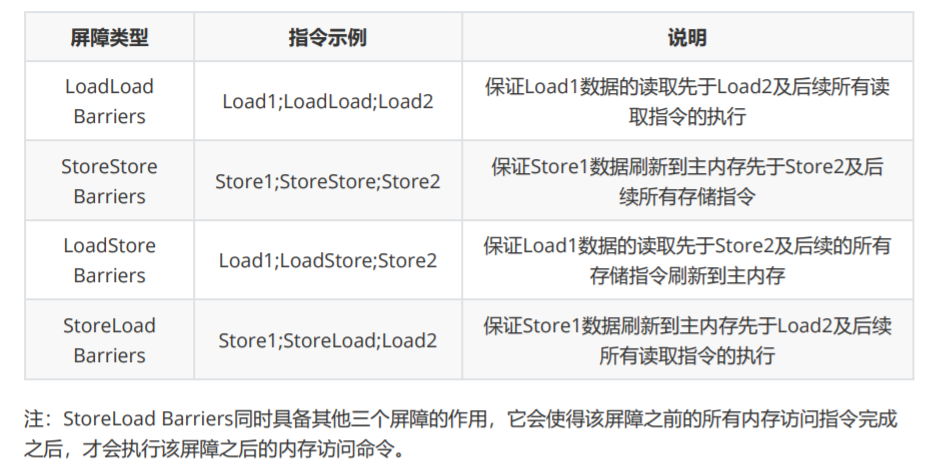 屏障类型 指令示例 说明
LoadLoad
Barriers
Load1;LoadLoad;Load2
保证Load1数据的读取先于Load2及后续所有读
取指令的执行
StoreStore
Barriers
Store1;StoreStore;Store2
保证Store1数据刷新到主内存先于Store2及后
续所有存储指令
LoadStore
Barriers
Load1;LoadStore;Store2
保证Load1数据的读取先于Store2及后续的所有
存储指令刷新到主内存
StoreLoad
Barriers
Store1;StoreLoad;Load2
保证Store1数据刷新到主内存先于Load2及后续
所有读取指令的执行
注：StoreLoad Barriers同时具备其他三个屏障的作用，它会使得该屏障之前的所有内存访问指令完成
之后，才会执行该屏障之后的内存访问命令。